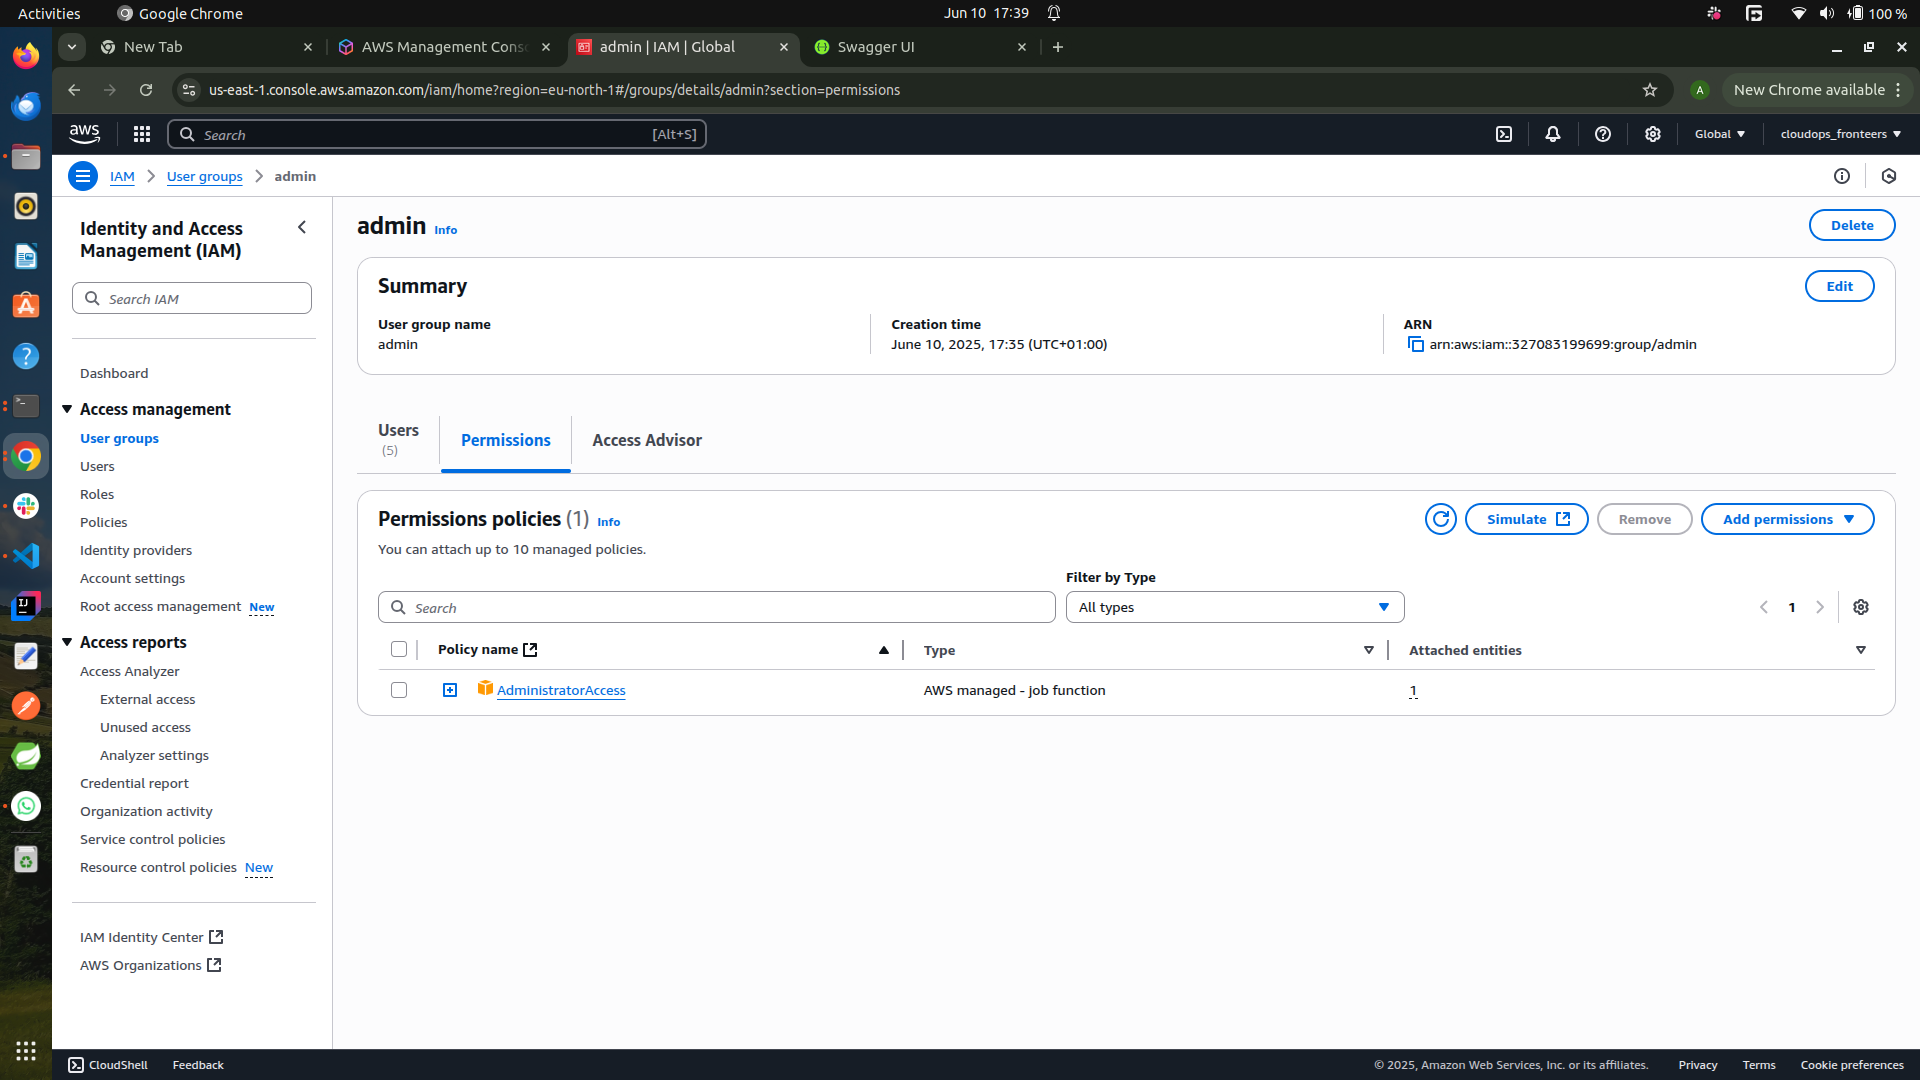 Activities
Google Chrome
Jun 10 17:39
100 %
New Tab
AWS Management Cons
admin | IAM | Global
Swagger UI
us-east-1.console.aws.amazon.com/iam/home?region=eu-north-1#/groups/details/admin?section=permissions
A
New Chrome available
aws
Search
[Alt+S]
Global
cloudops_fronteers
IAM
User groups
admin
Identity and Access
Management (IAM)
Search IAM
Dashboard
Access management
User groups
Users
Roles
Policies
Identity providers
Account settings
Root access management New
Access reports
Access Analyzer
External access
Unused access
Analyzer settings
Credential report
Organization activity
Service control policies
Resource control policies New
IAM Identity Center
AWS Organizations
admin Info
Delete
Summary
Edit
User group name
admin
Creation time
June 10, 2025, 17:35 (UTC+01:00)
ARN
arn:aws:iam::327083199699:group/admin
Users
(5)
Permissions
Access Advisor
Permissions policies (1) Info
You can attach up to 10 managed policies.
Simulate
Remove
Add permissions
Filter by Type
Search
All types
1
Policy name
Type
Attached entities
AdministratorAccess
AWS managed - job function
1
CloudShell
Feedback
© 2025, Amazon Web Services, Inc. or its affiliates.
Privacy
Terms
Cookie preferences